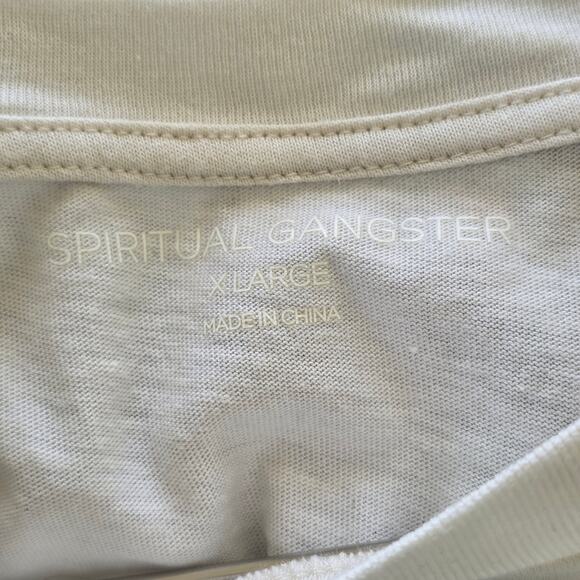 SPIRITUAL GANGSTER
X LARGE
MADE IN CHINA